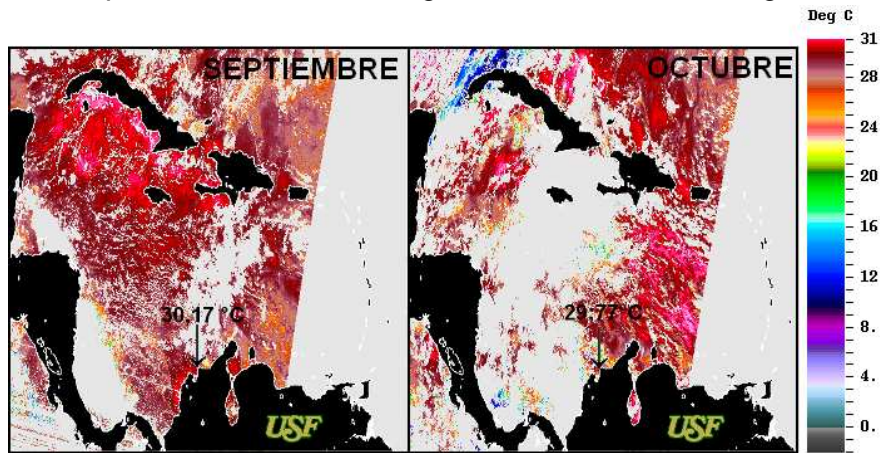 Deg C
SEPTIEMBRE
OCTUBRE
30,17 °C
29,77 °C
USF
USF
31
28
24
20
16
12
8.
4.
0.